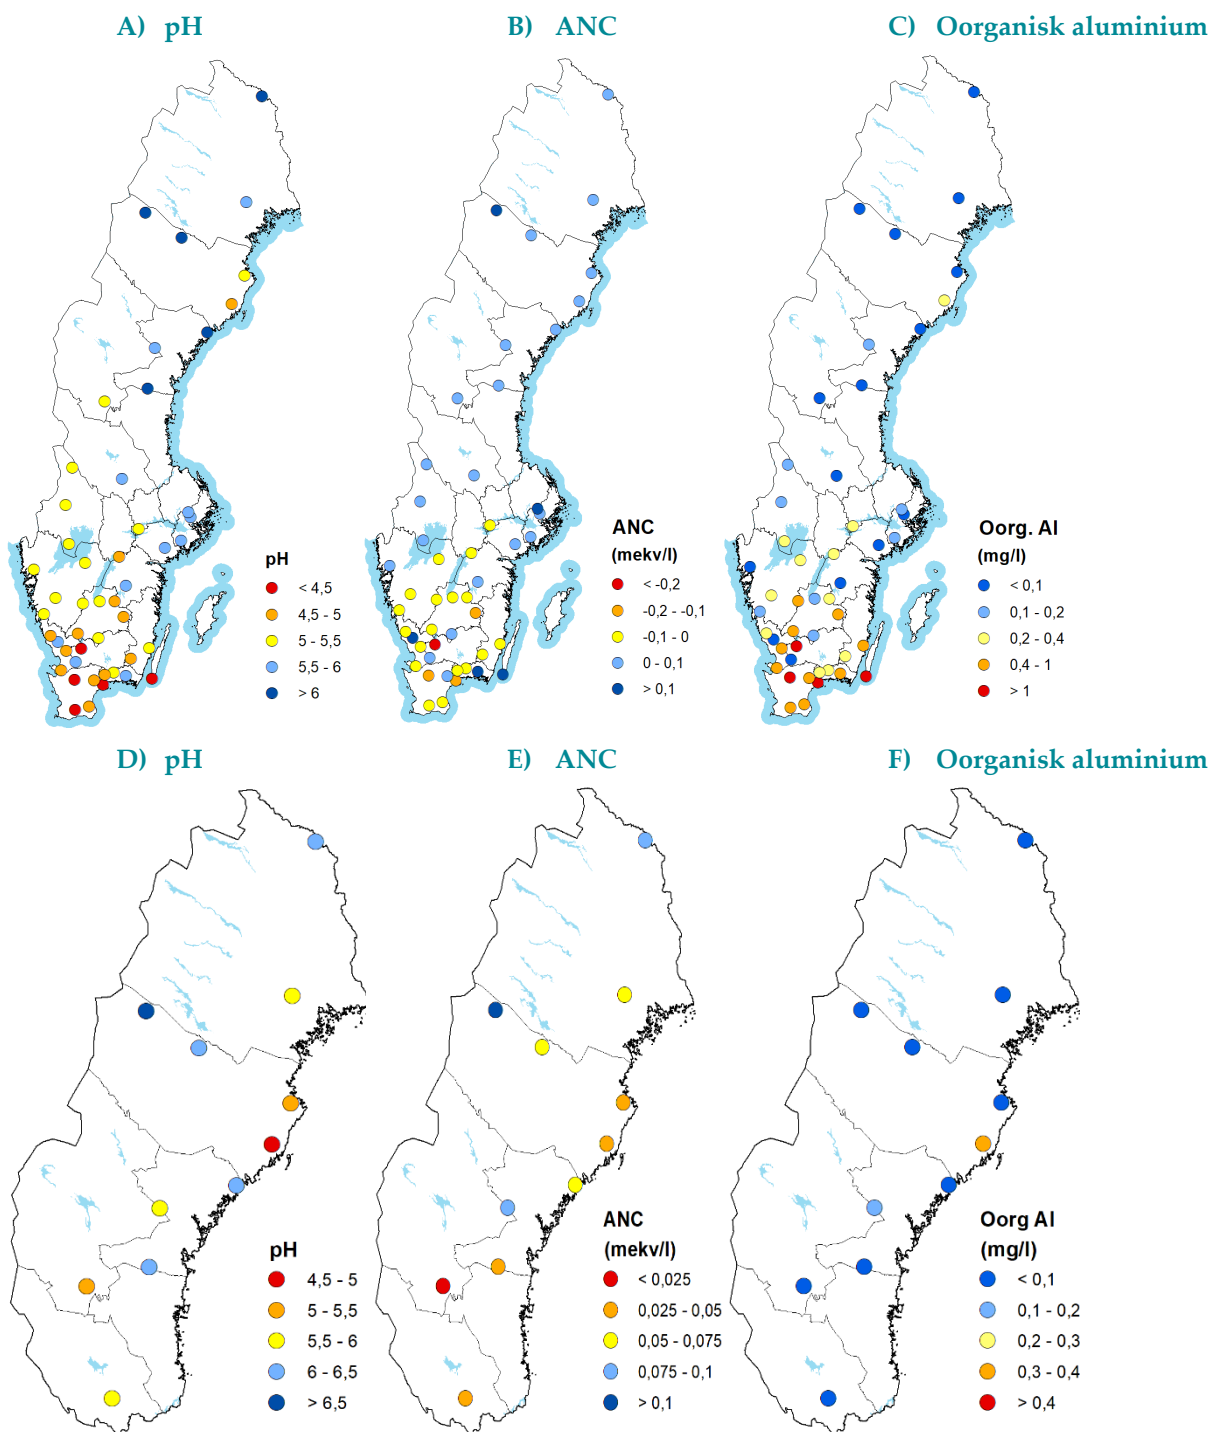 A) pH
B) ANC
C) Oorganisk aluminium
pH
< 4,5
4,5 - 5
5 - 5,5
5,5 - 6
> 6
ANC
(mekv/l)
< -0,2
-0,2 - -0,1
-0,1 - 0
0 - 0,1
> 0,1
Oorg. Al
(mg/l)
< 0,1
0,1 - 0,2
0,2 - 0,4
0,4 - 1
> 1
D) pH
E) ANC
F) Oorganisk aluminium
pH
4,5 - 5
5 - 5,5
5,5 - 6
6 - 6,5
> 6,5
ANC
(mekv/l)
< 0,025
0,025 - 0,05
0,05 - 0,075
0,075 - 0,1
> 0,1
Oorg Al
(mg/l)
< 0,1
0,1 - 0,2
0,2 - 0,3
0,3 - 0,4
> 0,4